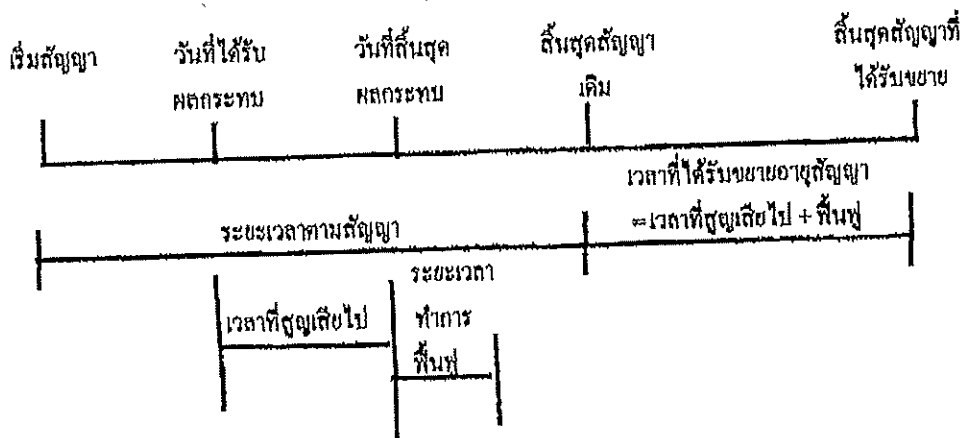 เริ่มสัญญา
วันที่ได้รับ
ผลกระทบ
วันที่สิ้นสุด
ผลกระทบ
สิ้นสุดสัญญา
เดิม
สิ้นสุดสัญญาที่
ได้รับขยาย
ระยะเวลาตามสัญญา
เวลาที่ได้รับขยายอายุสัญญา
=เวลาที่สูญเสียไป + ฟื้นฟู
เวลาที่สูญเสียไป
ระยะเวลา
ทำการ
ฟื้นฟู